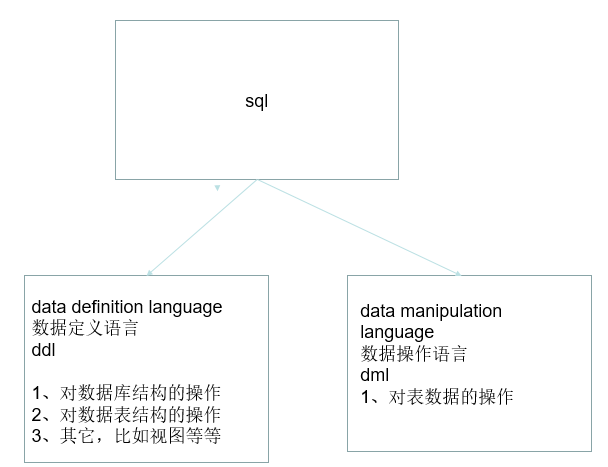 sql
data definition language
数据定义语言
ddl
1、对数据库结构的操作
2、对数据表结构的操作
3、其它，比如视图等等
data manipulation
language
数据操作语言
dml
1、对表数据的操作